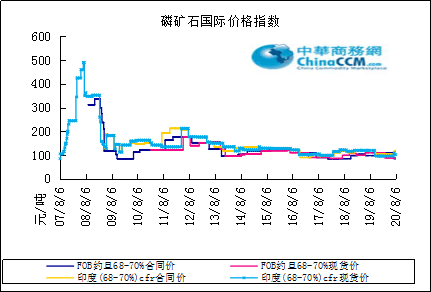 磷矿石国际价格指数
中華商務網
ChinaCCM.com
China Commodity Marketplace
元/吨
600
500
400
300
200
100
0
07/8/6
08/8/6
09/8/6
10/8/6
11/8/6
12/8/6
13/8/6
14/8/6
15/8/6
16/8/6
17/8/6
18/8/6
19/8/6
20/8/6
FOB约旦68-70%合同价
FOB约旦68-70%现货价
印度(68-70%)cfr合同价
印度(68-70%)cfr现货价